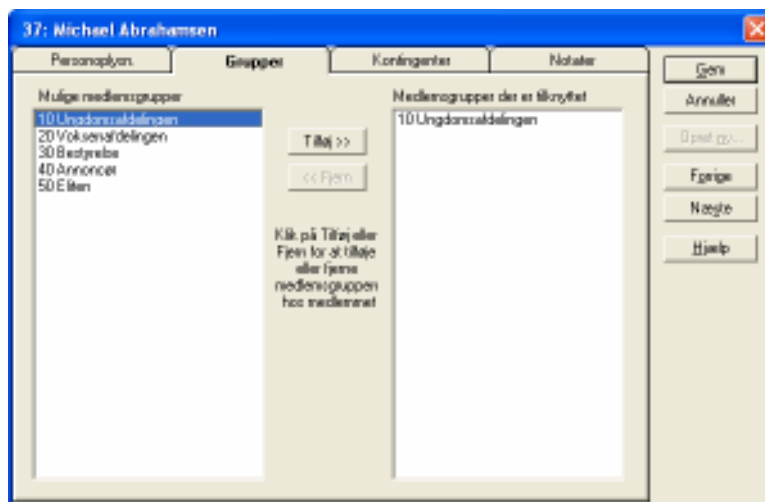 37: Michael Abrahamsen
Personoplysn. Grupper Kontingenter Notater
Mulige medlemsgrupper
10 Ungdomsafdelingen
20 Voksenafdelingen
30 Bestyrelse
40 Annoncør
50 Eliten
Tilføj >>
<< Fjern
Klik på Tilføj eller
Fjern for at tilføje
eller fjerne
medlemsgruppen
hos medlemmet
Medlemsgrupper der er tilknyttet
10 Ungdomsafdelingen
Gem
Annuller
Opret ny...
Forrige
Næste
Hjælp